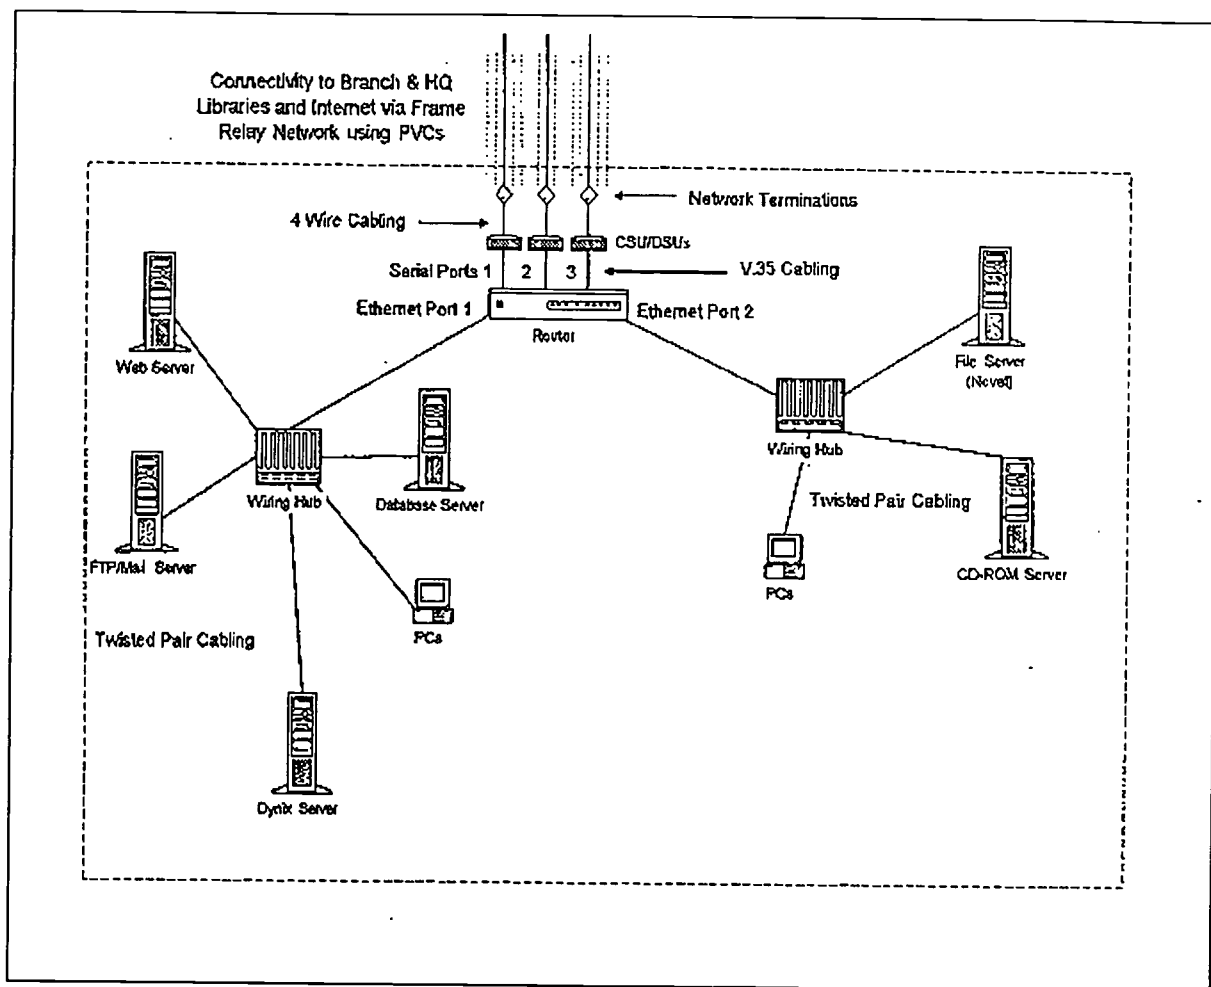 Connectivity to Branch & HQ
Libraries and Internet via Frame
Relay Network using PVCs
Network Terminations
4 Wire Cabling
CSU/DSUs
Serial Ports 1 2 3
V.35 Cabling
Ethernet Port 1
Ethernet Port 2
Router
Web Server
File Server
(Novell)
Wiring Hub
Database Server
Wiring Hub
Twisted Pair Cabling
FTP/Mail Server
CD-ROM Server
PCs
PCs
Twisted Pair Cabling
Dynix Server